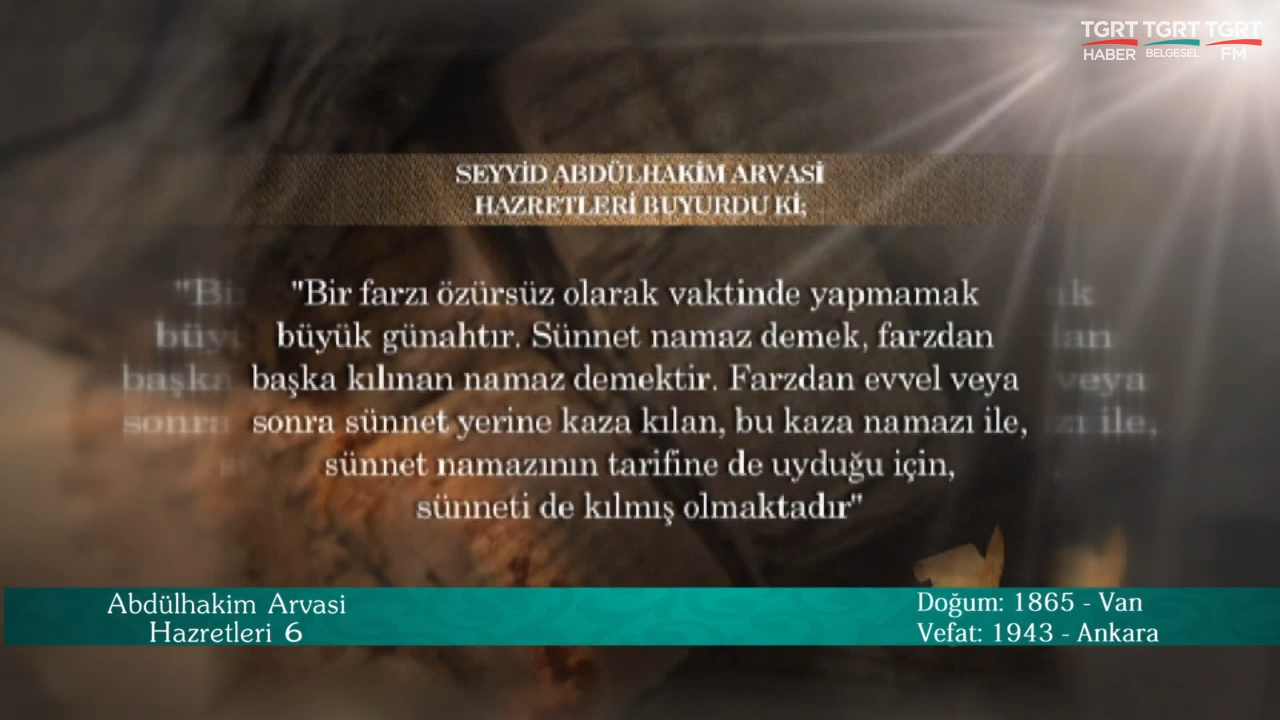 TGRT TGRT TGRT
HABER BELGESEL FM
SEYYİD ABDÜLHAKİM ARVASİ
HAZRETLERİ BUYURDU Kİ;
"Bir farzı özürsüz olarak vaktinde yapmamak
büyük günahtır. Sünnet namaz demek, farzdan
başka kılınan namaz demektir. Farzdan evvel veya
sonra sünnet yerine kaza kılan, bu kaza namazı ile,
sünnet namazının tarifine de uyduğu için,
sünneti de kılmış olmaktadır"
Abdülhakim Arvasi
Hazretleri 6
Doğum: 1865 - Van
Vefat: 1943 - Ankara